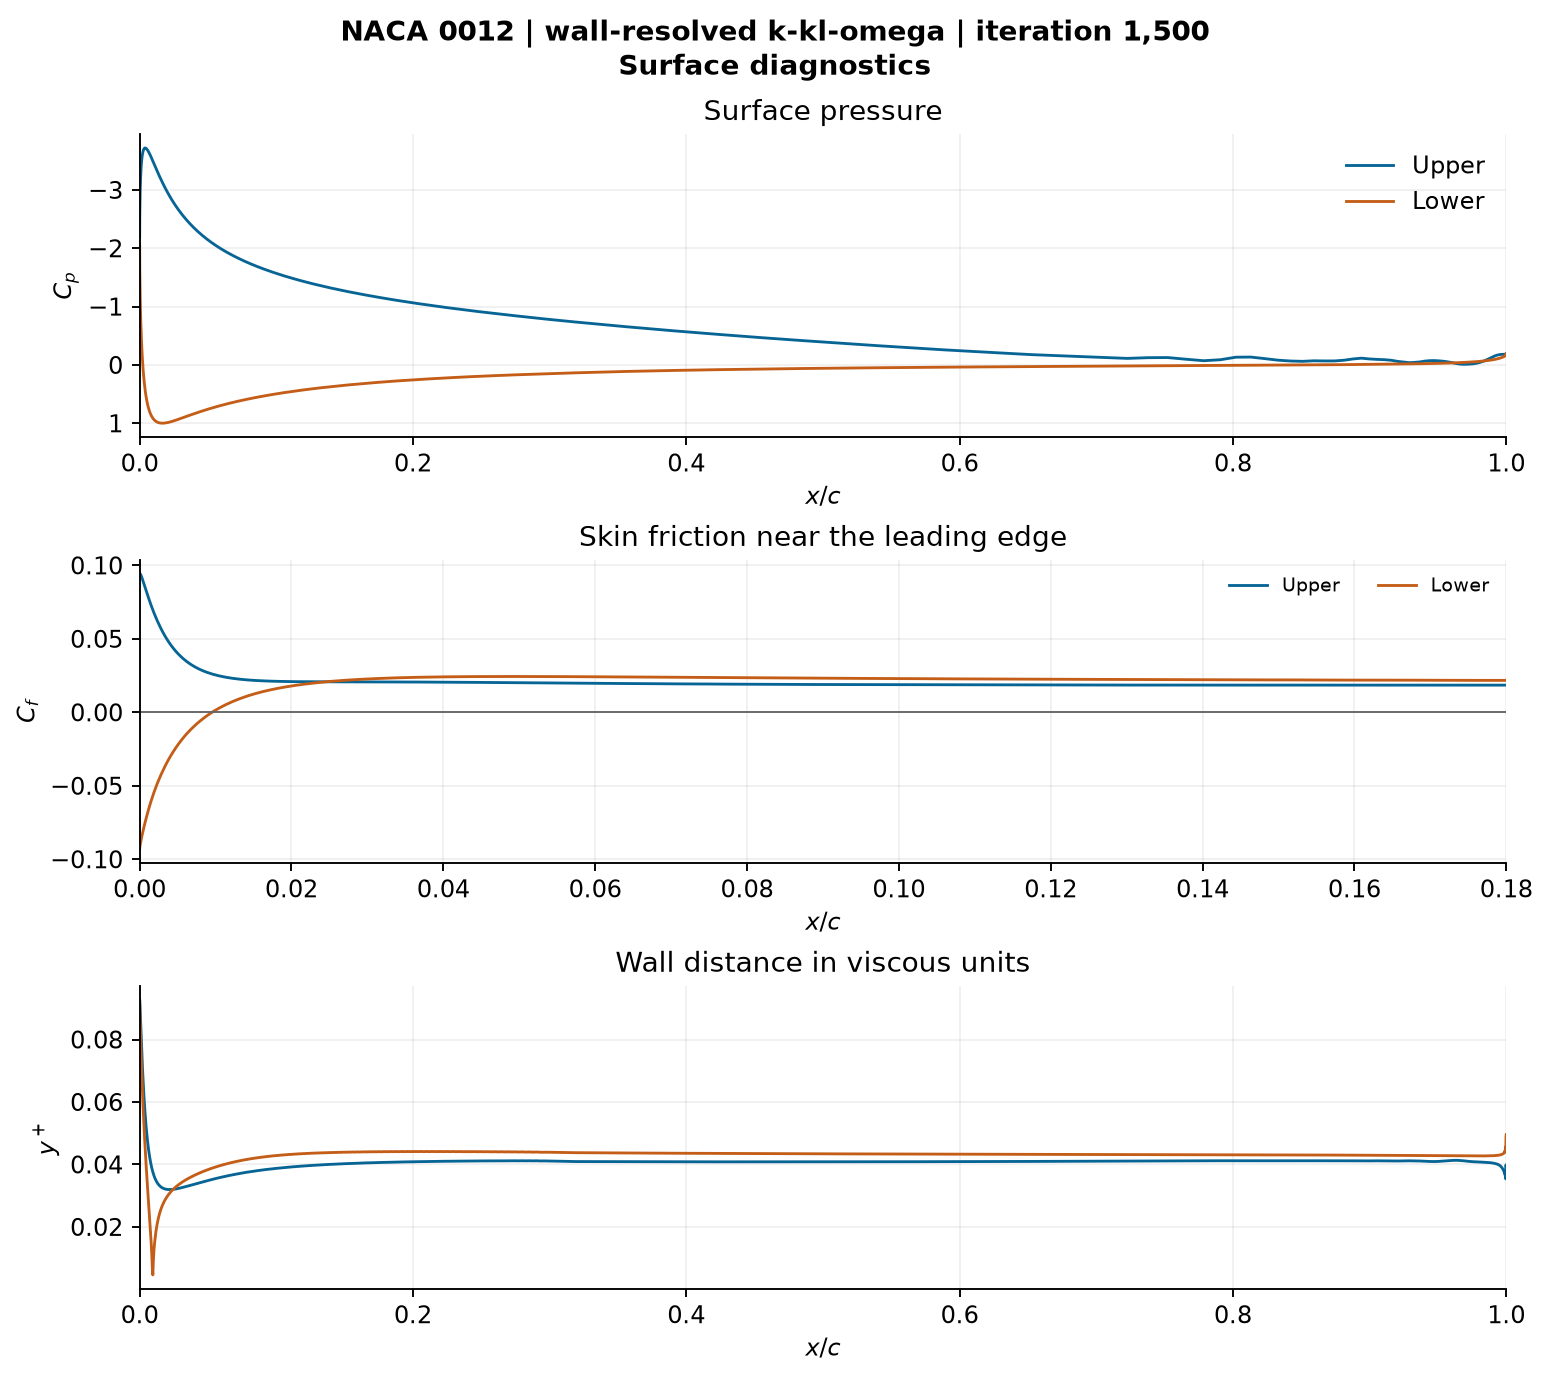 NACA 0012 | wall-resolved k-kl-omega | iteration 1,500
Surface diagnostics
Surface pressure
Upper
Lower
−3
−2
−1
0
1
C_p
0.0 0.2 0.4 0.6 0.8 1.0
x/c
Skin friction near the leading edge
Upper Lower
0.10
0.05
0.00
−0.05
−0.10
C_f
0.00 0.02 0.04 0.06 0.08 0.10 0.12 0.14 0.16 0.18
x/c
Wall distance in viscous units
0.08
0.06
0.04
0.02
y⁺
0.0 0.2 0.4 0.6 0.8 1.0
x/c